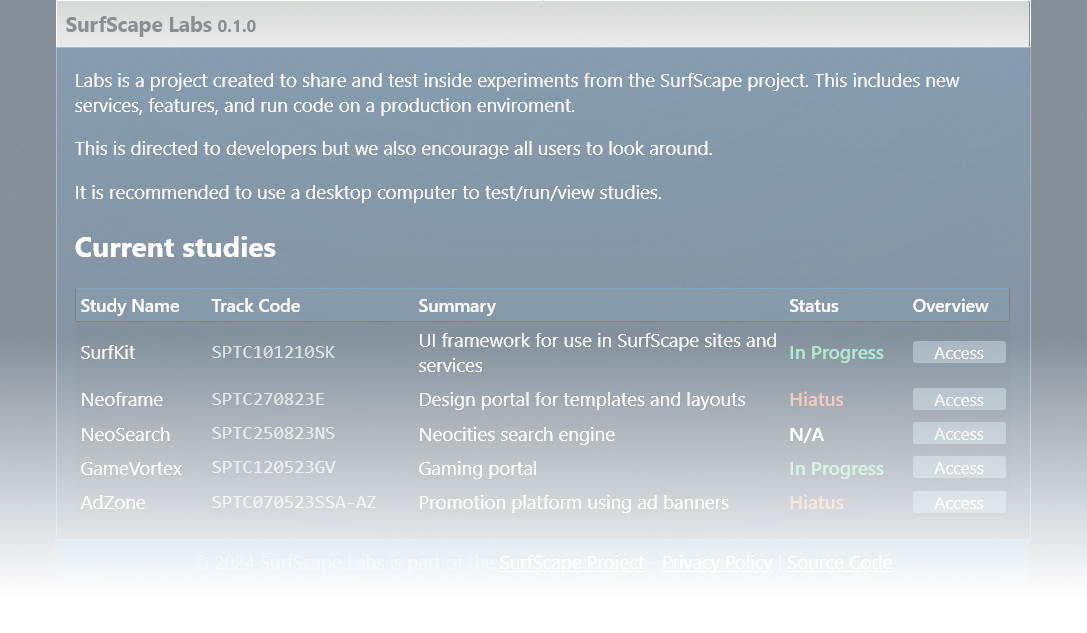 SurfScape Labs 0.1.0
Labs is a project created to share and test inside experiments from the SurfScape project. This includes new
services, features, and run code on a production enviroment.
This is directed to developers but we also encourage all users to look around.
It is recommended to use a desktop computer to test/run/view studies.
Current studies
Study Name Track Code Summary Status Overview
SurfKit SPTC101210SK UI framework for use in SurfScape sites and
services In Progress Access
Neoframe SPTC270823E Design portal for templates and layouts Hiatus Access
NeoSearch SPTC250823NS Neocities search engine N/A Access
GameVortex SPTC120523GV Gaming portal In Progress Access
AdZone SPTC070523SSA-AZ Promotion platform using ad banners Hiatus Access
© 2024 SurfScape Labs is part of the SurfScape Project - Privacy Policy | Source Code